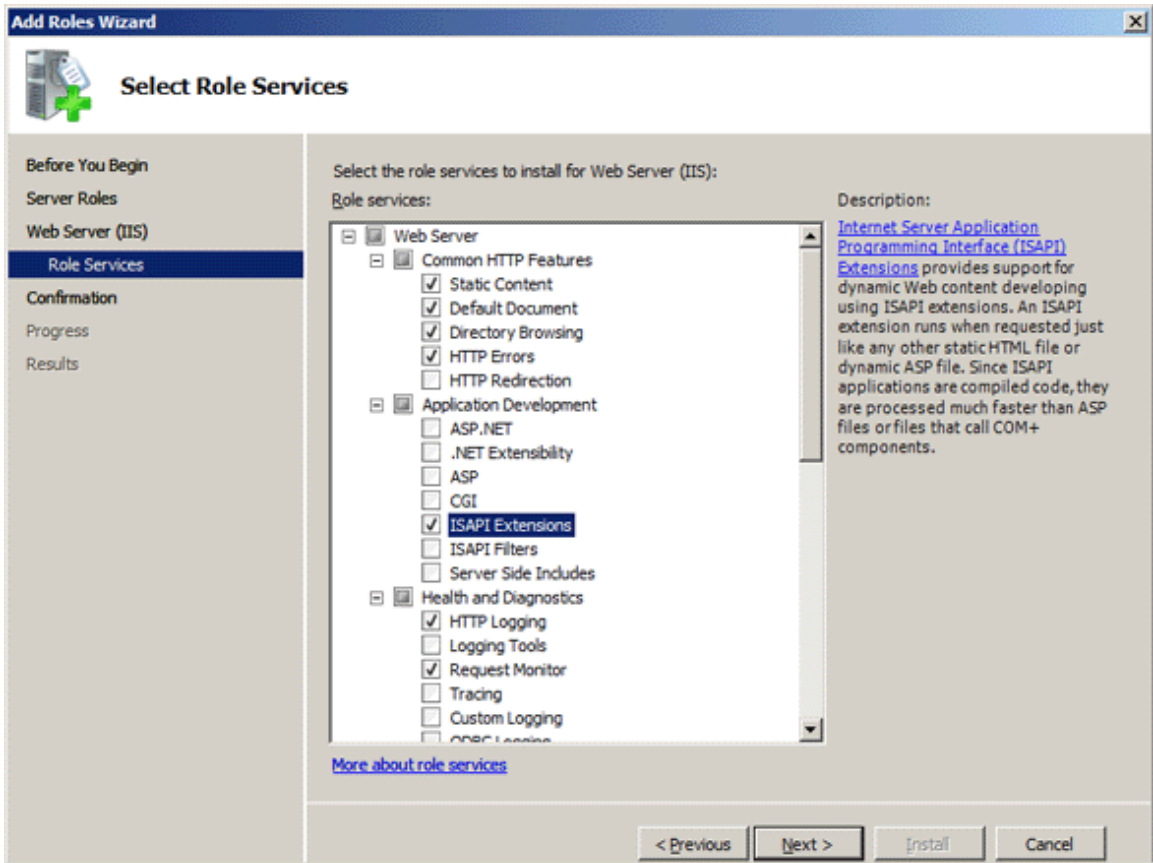 Add Roles Wizard
Select Role Services
Before You Begin
Server Roles
Web Server (IIS)
Role Services
Confirmation
Progress
Results
Select the role services to install for Web Server (IIS):
Role services:
Web Server
Common HTTP Features
Static Content
Default Document
Directory Browsing
HTTP Errors
HTTP Redirection
Application Development
ASP.NET
.NET Extensibility
ASP
CGI
ISAPI Extensions
ISAPI Filters
Server Side Includes
Health and Diagnostics
HTTP Logging
Logging Tools
Request Monitor
Tracing
Custom Logging
ODBC Logging
More about role services
Description:
Internet Server Application
Programming Interface (ISAPI)
Extensions provides support for
dynamic Web content developing
using ISAPI extensions. An ISAPI
extension runs when requested just
like any other static HTML file or
dynamic ASP file. Since ISAPI
applications are compiled code, they
are processed much faster than ASP
files or files that call COM+
components.
< Previous
Next >
Install
Cancel